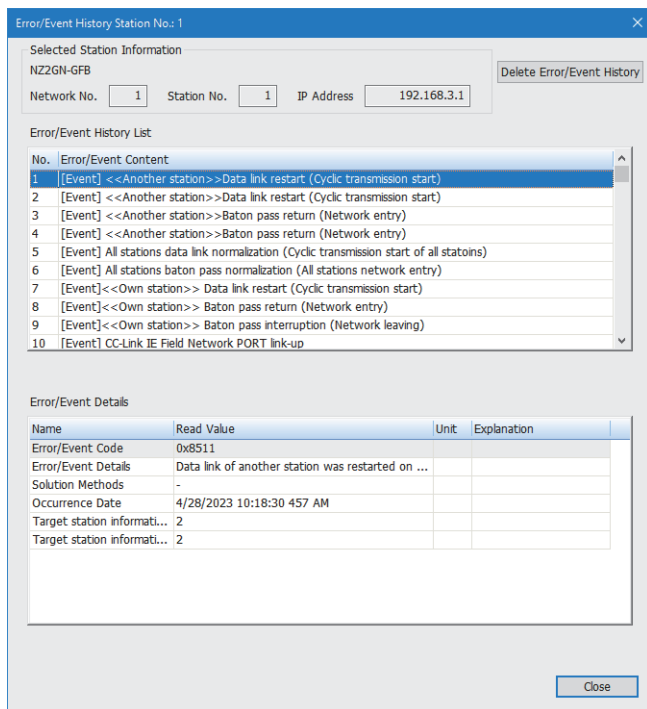 Error/Event History Station No.: 1
Selected Station Information
NZ2GN-GFB
Delete Error/Event History
Network No. 1 Station No. 1 IP Address 192.168.3.1
Error/Event History List
No. Error/Event Content
1 [Event] <<Another station>>Data link restart (Cyclic transmission start)
2 [Event] <<Another station>>Data link restart (Cyclic transmission start)
3 [Event] <<Another station>>Baton pass return (Network entry)
4 [Event] <<Another station>>Baton pass return (Network entry)
5 [Event] All stations data link normalization (Cyclic transmission start of all statoins)
6 [Event] All stations baton pass normalization (All stations network entry)
7 [Event]<<Own station>> Data link restart (Cyclic transmission start)
8 [Event]<<Own station>> Baton pass return (Network entry)
9 [Event]<<Own station>> Baton pass interruption (Network leaving)
10 [Event] CC-Link IE Field Network PORT link-up
Error/Event Details
Name Read Value Unit Explanation
Error/Event Code 0x8511
Error/Event Details Data link of another station was restarted on ...
Solution Methods -
Occurrence Date 4/28/2023 10:18:30 457 AM
Target station informati... 2
Target station informati... 2
Close